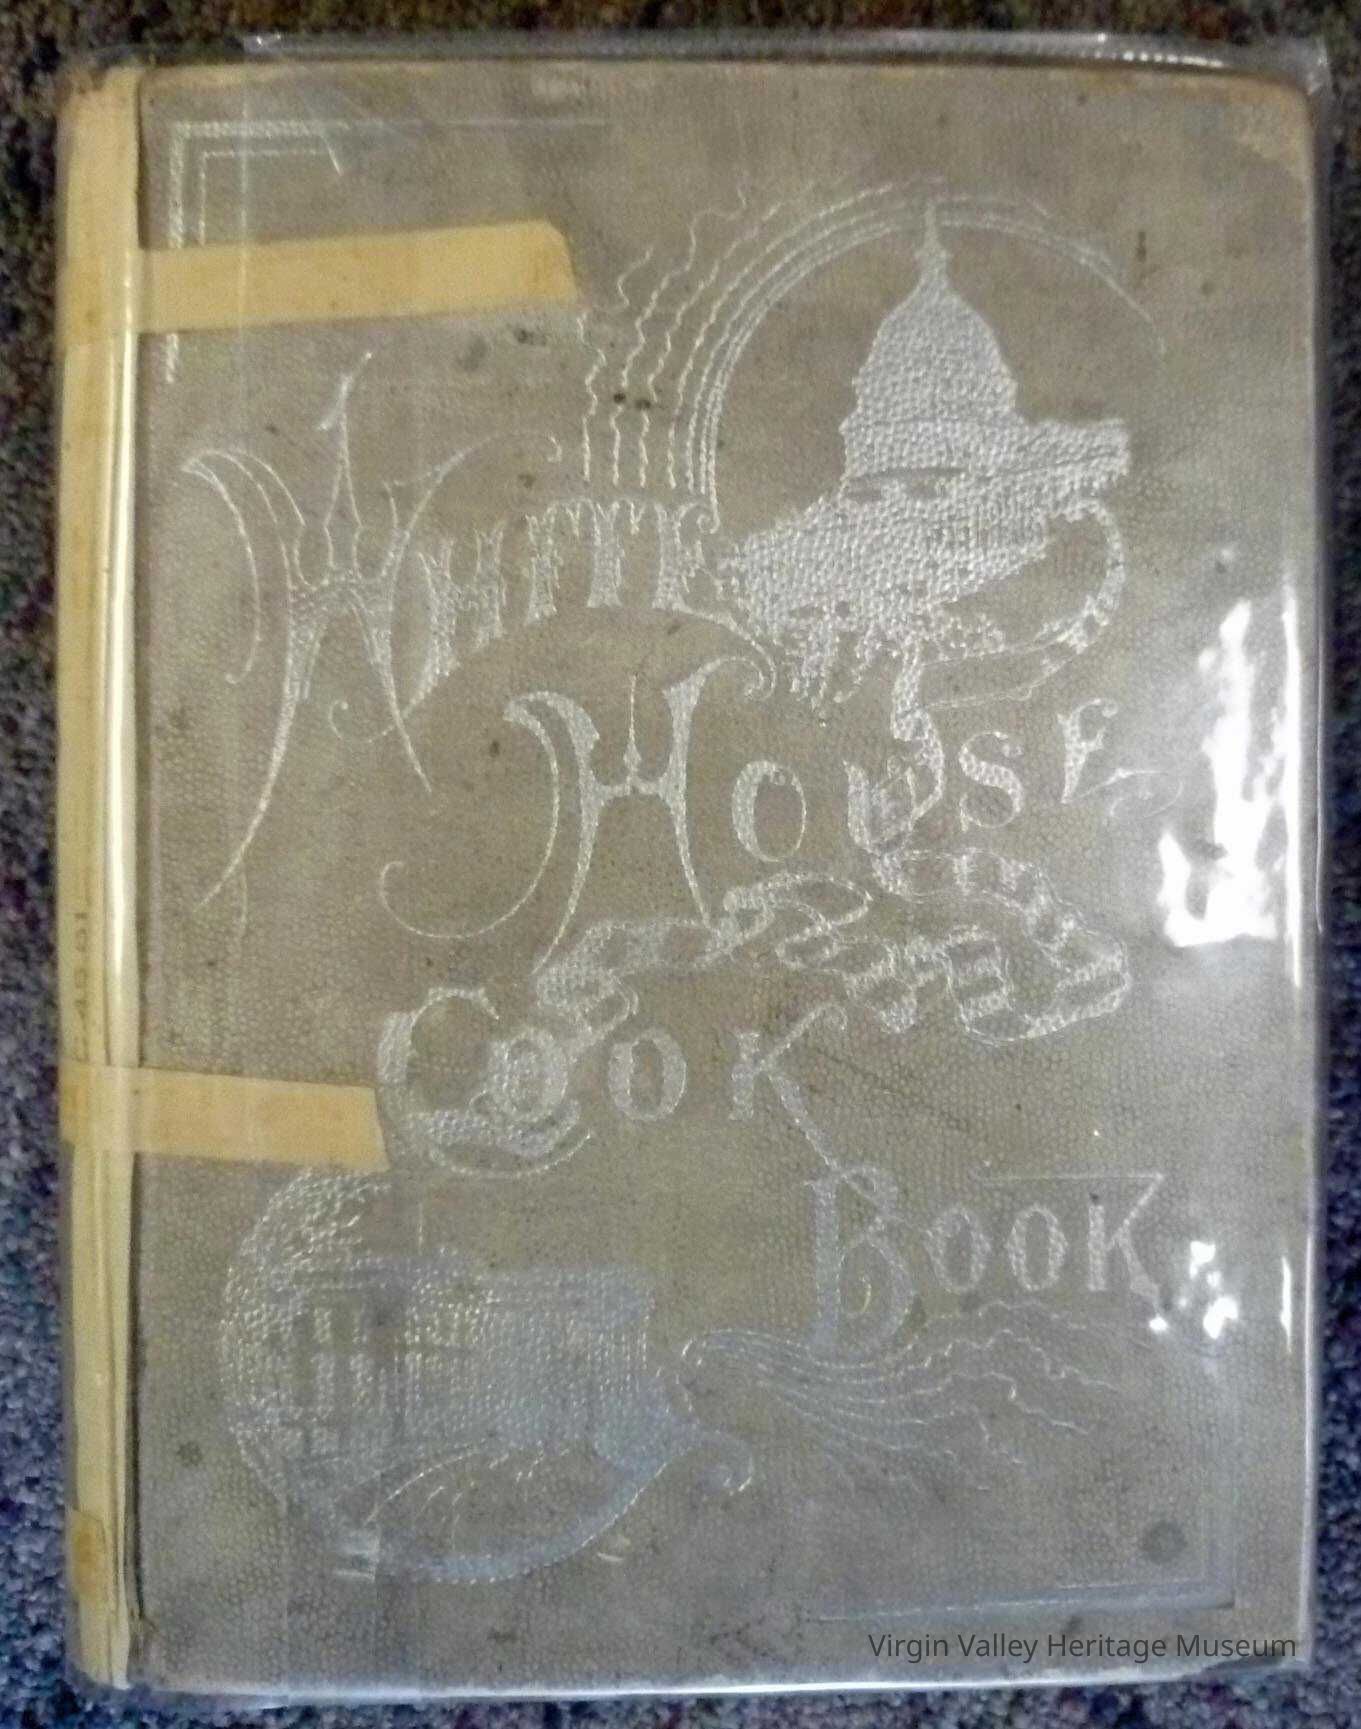 WHITE
HOUSE
COOK
BOOK
Virgin Valley Heritage Museum